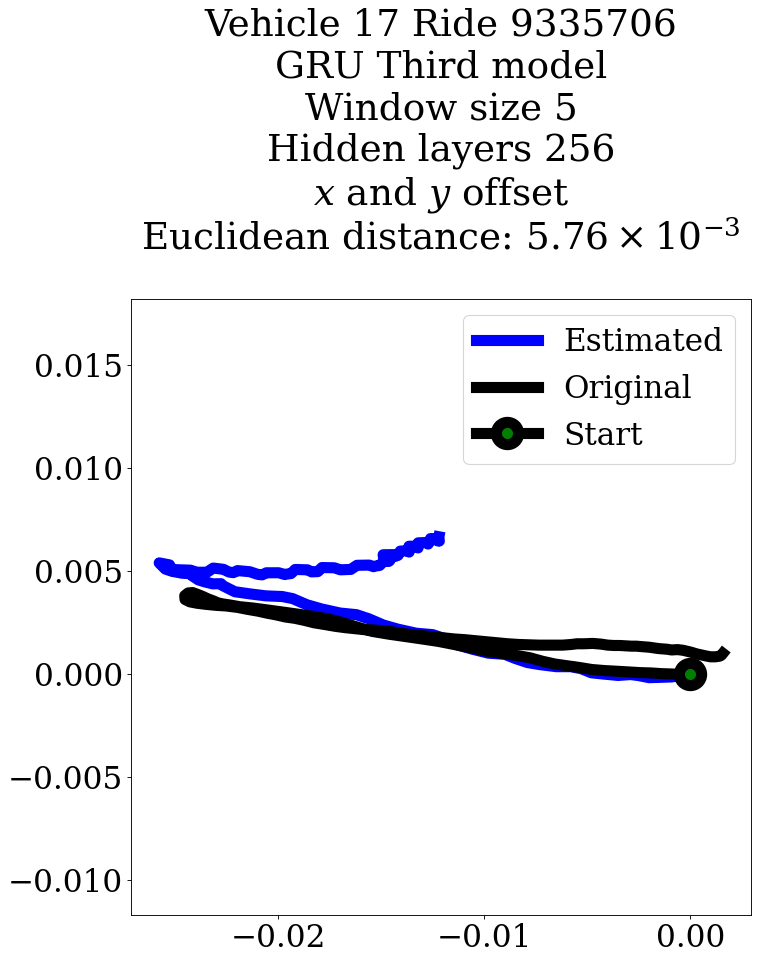 Vehicle 17 Ride 9335706
GRU Third model
Window size 5
Hidden layers 256
x and y offset
Euclidean distance: 5.76 × 10⁻³
Estimated
Original
Start
0.015
0.010
0.005
0.000
−0.005
−0.010
−0.02
−0.01
0.00